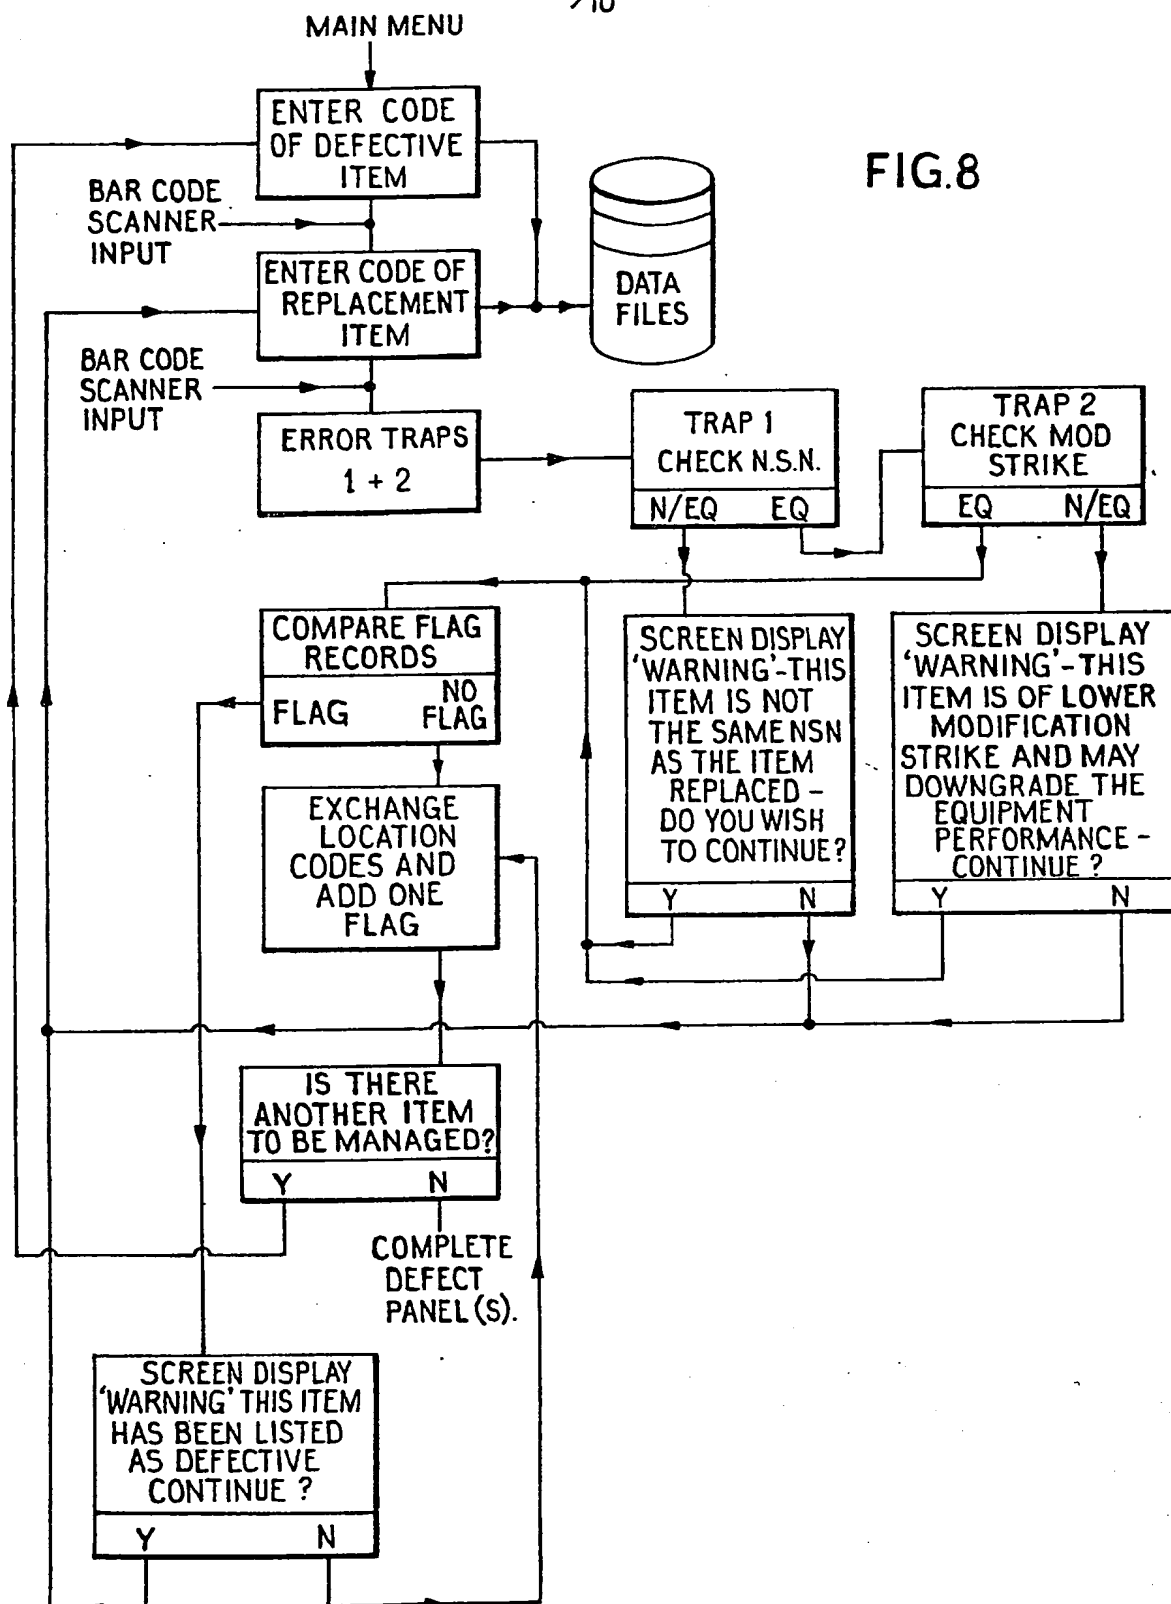 /10
MAIN MENU
ENTER CODE
OF DEFECTIVE
ITEM
FIG.8
BAR CODE
SCANNER
INPUT
ENTER CODE OF
REPLACEMENT
ITEM
DATA
FILES
BAR CODE
SCANNER
INPUT
ERROR TRAPS
1 + 2
TRAP 1
CHECK N.S.N.
N/EQ EQ
TRAP 2
CHECK MOD
STRIKE
EQ N/EQ
COMPARE FLAG
RECORDS
FLAG
NO
FLAG
SCREEN DISPLAY
'WARNING'-THIS
ITEM IS NOT
THE SAME NSN
AS THE ITEM
REPLACED -
DO YOU WISH
TO CONTINUE?
Y N
SCREEN DISPLAY
'WARNING'-THIS
ITEM IS OF LOWER
MODIFICATION
STRIKE AND MAY
DOWNGRADE THE
EQUIPMENT
PERFORMANCE -
CONTINUE ?
Y N
EXCHANGE
LOCATION
CODES AND
ADD ONE
FLAG
IS THERE
ANOTHER ITEM
TO BE MANAGED?
Y N
COMPLETE
DEFECT
PANEL(S).
SCREEN DISPLAY
'WARNING' THIS ITEM
HAS BEEN LISTED
AS DEFECTIVE
CONTINUE ?
Y N